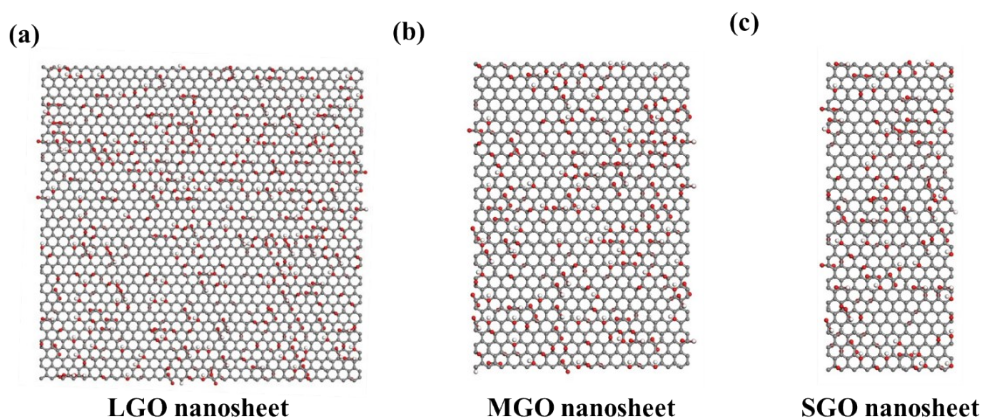 (a)
(b)
(c)
LGO nanosheet
MGO nanosheet
SGO nanosheet